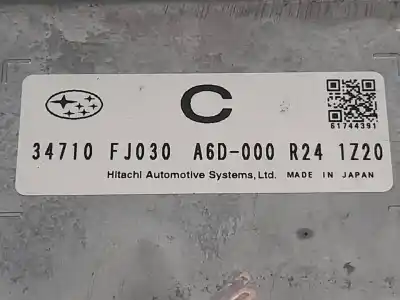 C
61744391
34710 FJ030 A6D-000 R24 1Z20
Hitachi Automotive Systems, Ltd. MADE IN JAPAN